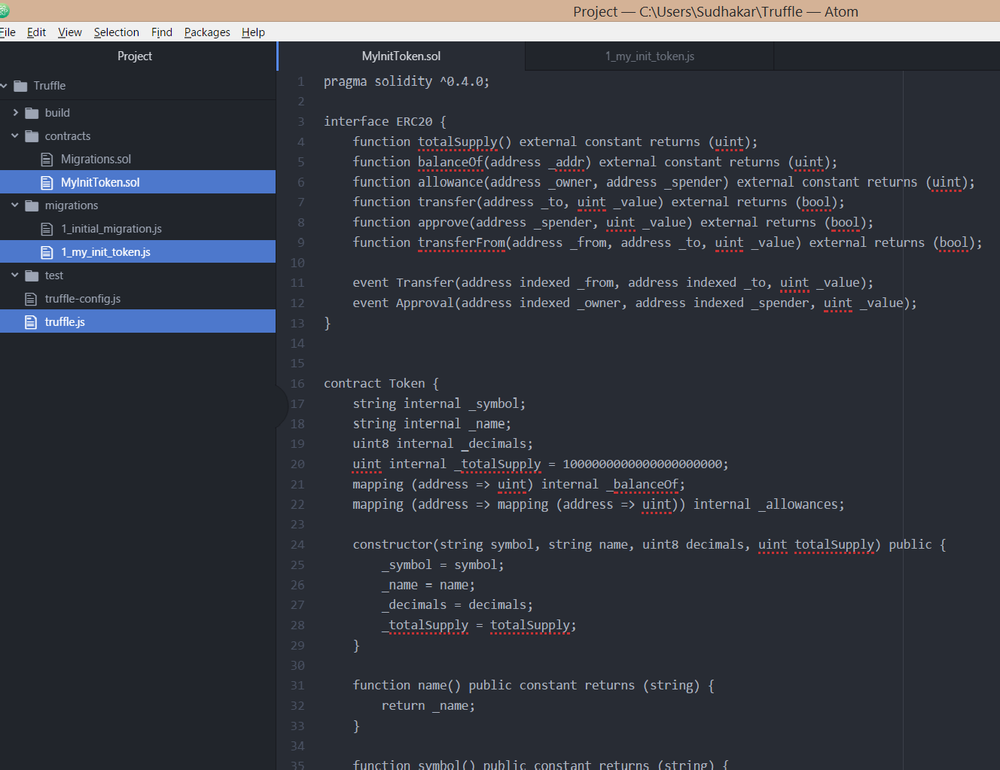 Project — C:\Users\Sudhakar\Truffle — Atom
File Edit View Selection Find Packages Help
Project
MyInitToken.sol
1_my_init_token.js
Truffle
build
contracts
Migrations.sol
MyInitToken.sol
migrations
1_initial_migration.js
1_my_init_token.js
test
truffle-config.js
truffle.js
1 pragma solidity ^0.4.0;
2
3 interface ERC20 {
4 function totalSupply() external constant returns (uint);
5 function balanceOf(address _addr) external constant returns (uint);
6 function allowance(address _owner, address _spender) external constant returns (uint);
7 function transfer(address _to, uint _value) external returns (bool);
8 function approve(address _spender, uint _value) external returns (bool);
9 function transferFrom(address _from, address _to, uint _value) external returns (bool);
10
11 event Transfer(address indexed _from, address indexed _to, uint _value);
12 event Approval(address indexed _owner, address indexed _spender, uint _value);
13 }
14
15
16 contract Token {
17 string internal _symbol;
18 string internal _name;
19 uint8 internal _decimals;
20 uint internal _totalSupply = 1000000000000000000000;
21 mapping (address => uint) internal _balanceOf;
22 mapping (address => mapping (address => uint)) internal _allowances;
23
24 constructor(string symbol, string name, uint8 decimals, uint totalSupply) public {
25 _symbol = symbol;
26 _name = name;
27 _decimals = decimals;
28 _totalSupply = totalSupply;
29 }
30
31 function name() public constant returns (string) {
32 return _name;
33 }
34
35 function symbol() public constant returns (string) {